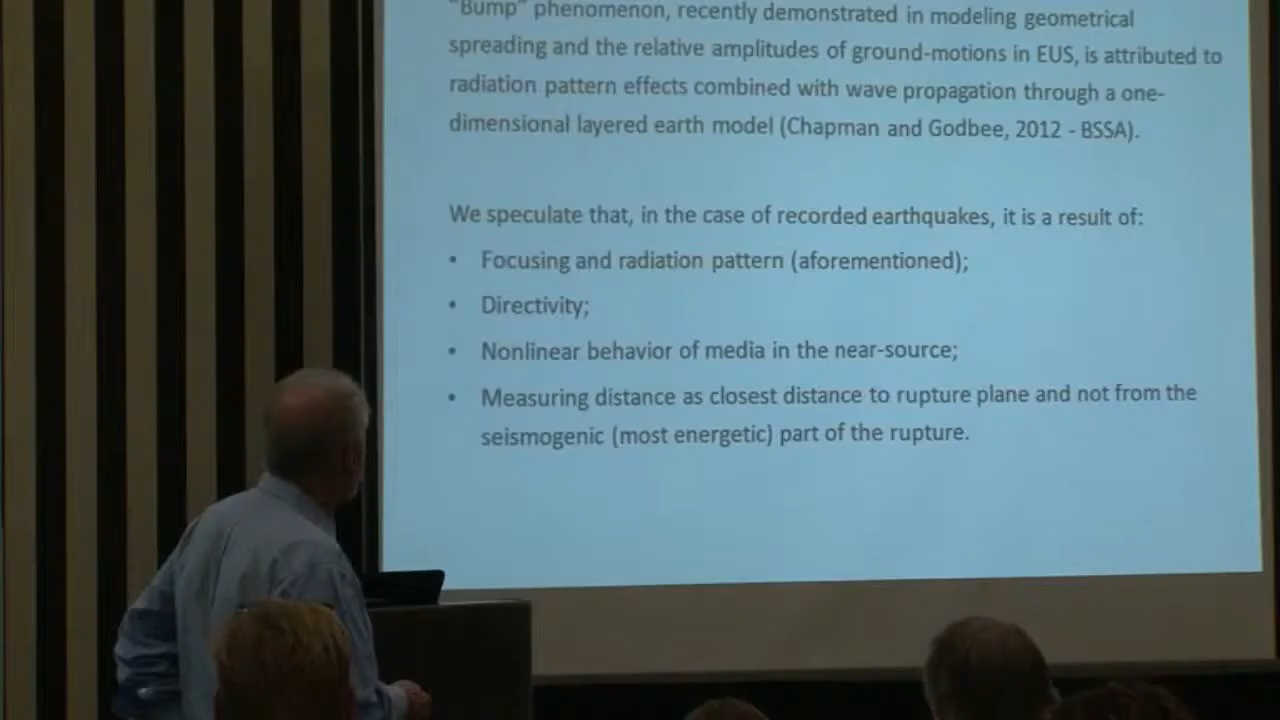 "Bump" phenomenon, recently demonstrated in modeling geometrical
spreading and the relative amplitudes of ground-motions in EUS, is attributed to
radiation pattern effects combined with wave propagation through a one-
dimensional layered earth model (Chapman and Godbee, 2012 - BSSA).
We speculate that, in the case of recorded earthquakes, it is a result of:
• Focusing and radiation pattern (aforementioned);
• Directivity;
• Nonlinear behavior of media in the near-source;
• Measuring distance as closest distance to rupture plane and not from the
seismogenic (most energetic) part of the rupture.